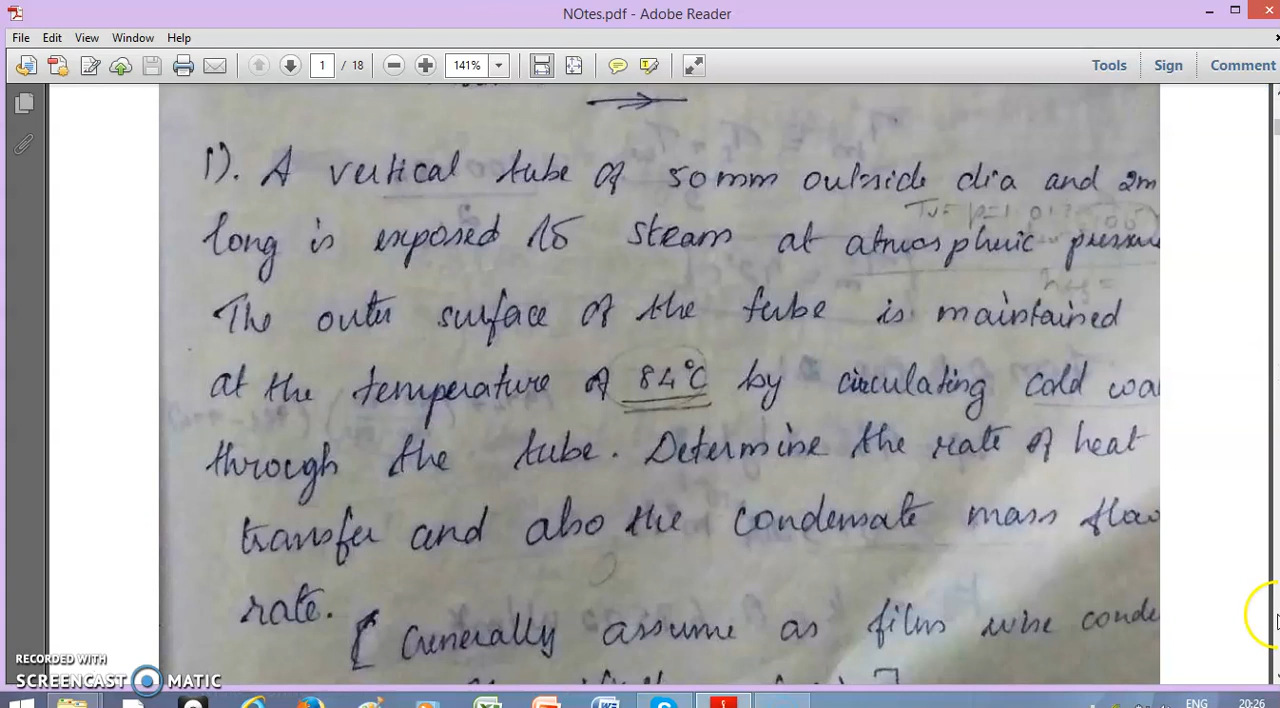 NOtes.pdf - Adobe Reader
File Edit View Window Help
1 / 18 141% Tools Sign Comment
1). A vertical tube of 50mm outside dia and 2m
long is exposed to steam at atmospheric pressure
The outer surface of the tube is maintained
at the temperature of 84°C by circulating cold wa
through the tube. Determine the rate of heat
transfer and also the condensate mass flow
rate.
[ Generally assume as film wise conde
RECORDED WITH
SCREENCAST MATIC
ENG 20:26